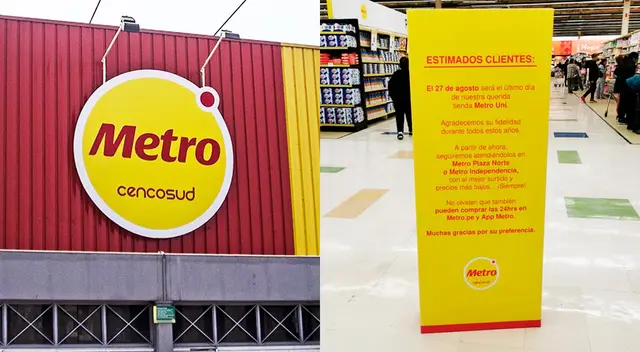 Metro
cencosud
ESTIMADOS CLIENTES:
El 27 de agosto será el último día
de nuestra querida
tienda Metro Uni.
Agradecemos su fidelidad
durante todos estos años.
A partir de ahora,
seguiremos atendiéndolos en
Metro Plaza Norte
o Metro Independencia,
con el mejor surtido y
precios más bajos... ¡Siempre!
No olviden que también
pueden comprar las 24hrs en
Metro.pe y App Metro.
Muchas gracias por su preferencia.
Metro
cencosud